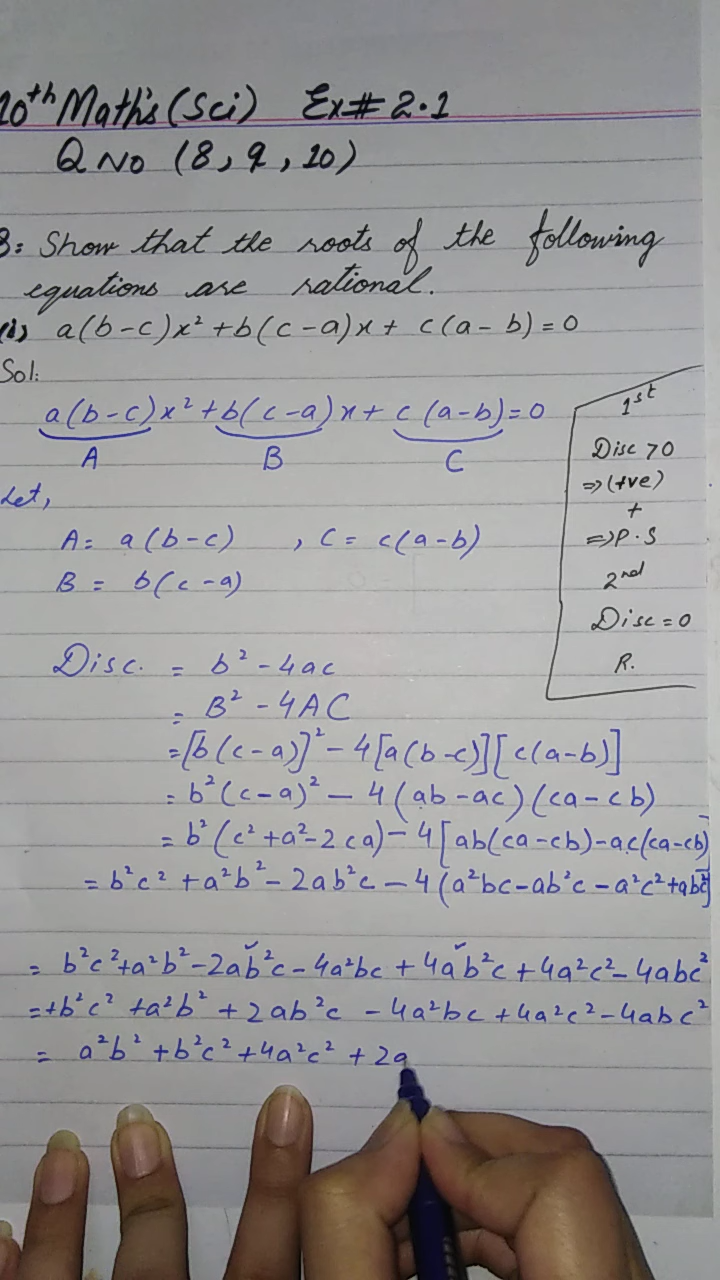 10th Math's (Sci) Ex# 2.1
Q No (8, 9, 10)
8: Show that the roots of the following
equations are rational.
(i) a(b-c)x² + b(c-a)x + c(a-b) = 0
Sol:
a(b-c)x² + b(c-a)x + c(a-b) = 0
A B C
Let,
A = a(b-c) , C = c(a-b)
B = b(c-a)
1st
Disc > 0
⇒ (+ve)
+
⇒ P.S
2nd
Disc = 0
R.
Disc. = b² - 4ac
= B² - 4AC
= [b(c-a)]² - 4[a(b-c)][c(a-b)]
= b²(c-a)² - 4(ab-ac)(ca-cb)
= b²(c²+a²-2ca) - 4[ab(ca-cb)-ac(ca-cb)]
= b²c² + a²b² - 2ab²c - 4(a²bc-ab²c-a²c²+abc²]
= b²c²+a²b²-2ab²c-4a²bc+4ab²c+4a²c²-4abc²
= +b²c² +a²b² +2ab²c -4a²bc +4a²c² -4abc²
= a²b² + b²c² + 4a²c² + 2a